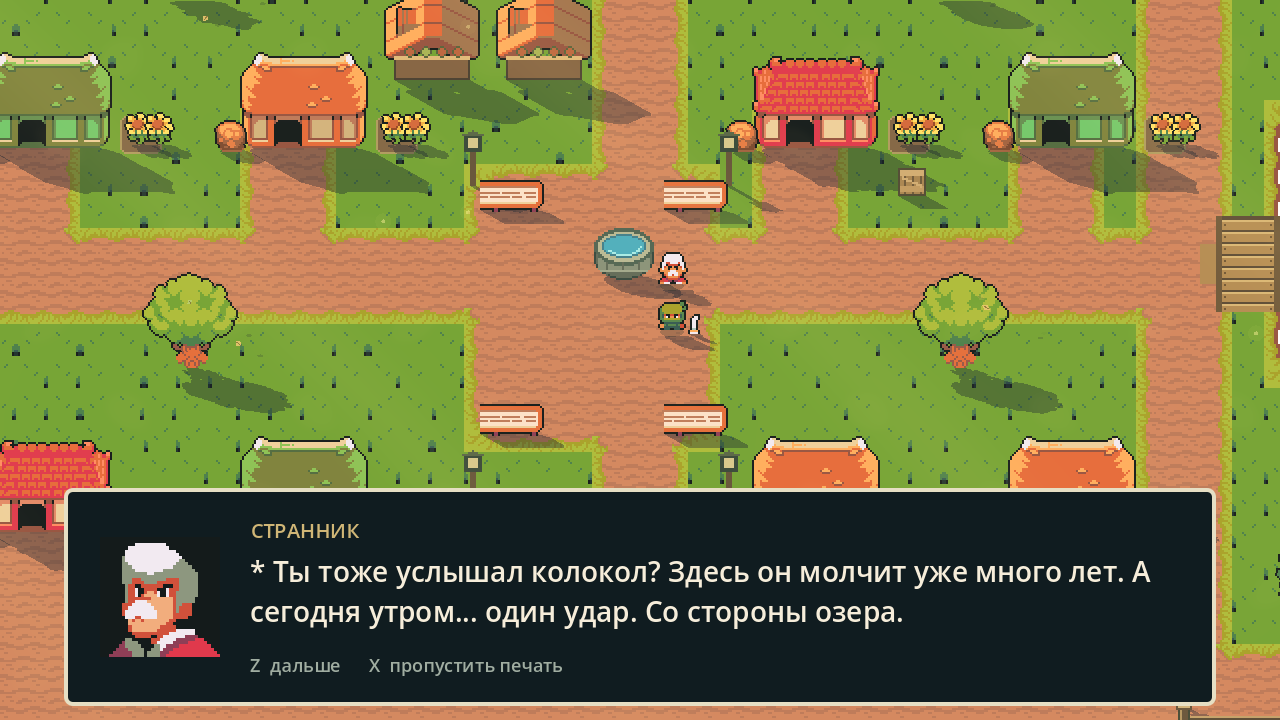 СТРАННИК
* Ты тоже услышал колокол? Здесь он молчит уже много лет. А
сегодня утром... один удар. Со стороны озера.
Z дальше X пропустить печать